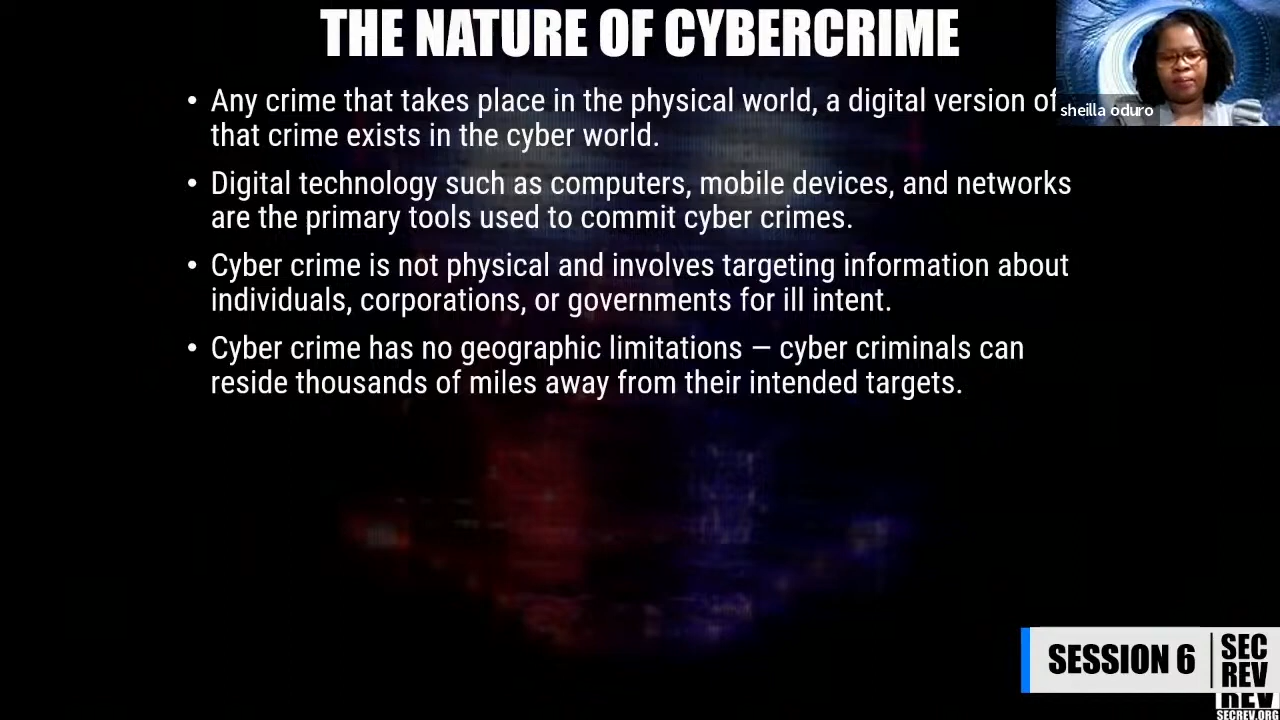 THE NATURE OF CYBERCRIME
• Any crime that takes place in the physical world, a digital version of
that crime exists in the cyber world.
• Digital technology such as computers, mobile devices, and networks
are the primary tools used to commit cyber crimes.
• Cyber crime is not physical and involves targeting information about
individuals, corporations, or governments for ill intent.
• Cyber crime has no geographic limitations — cyber criminals can
reside thousands of miles away from their intended targets.
sheilla oduro
SESSION 6
SEC
REV
DEV
SECREV.ORG